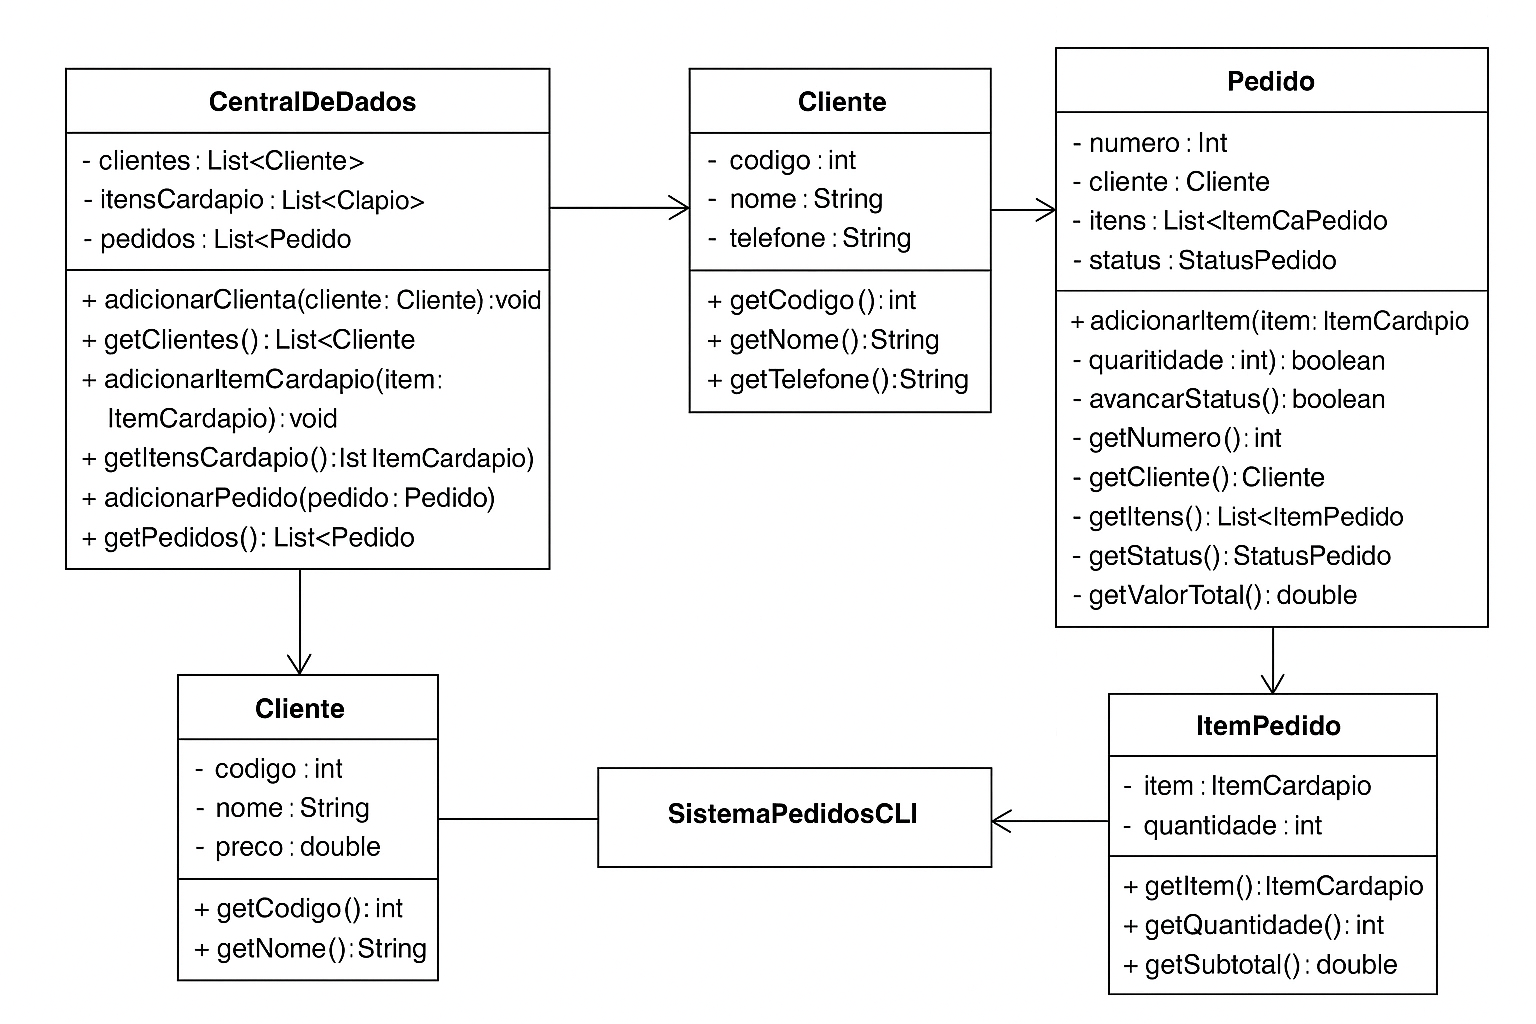 CentralDeDados
- clientes : List<Cliente>
- itensCardapio : List<Clapio>
- pedidos : List<Pedido
+ adicionarClienta(cliente: Cliente) : void
+ getClientes() : List<Cliente
+ adicionarItemCardapio(item:
ItemCardapio) : void
+ getItensCardapio() : Ist ItemCardapio)
+ adicionarPedido(pedido : Pedido)
+ getPedidos() : List<Pedido
Cliente
- codigo : int
- nome : String
- telefone : String
+ getCodigo() : int
+ getNome() : String
+ getTelefone() : String
Pedido
- numero : Int
- cliente : Cliente
- itens : List<ItemCaPedido
- status : StatusPedido
+ adicionarItem(item: ItemCardıpio
- quaritidade : int) : boolean
- avancarStatus() : boolean
- getNumero() : int
- getCliente() : Cliente
- getItens() : List<ItemPedido
- getStatus() : StatusPedido
- getValorTotal() : double
Cliente
- codigo : int
- nome : String
- preco : double
+ getCodigo() : int
+ getNome() : String
SistemaPedidosCLI
ItemPedido
- item : ItemCardapio
- quantidade : int
+ getItem() : ItemCardapio
+ getQuantidade() : int
+ getSubtotal() : double